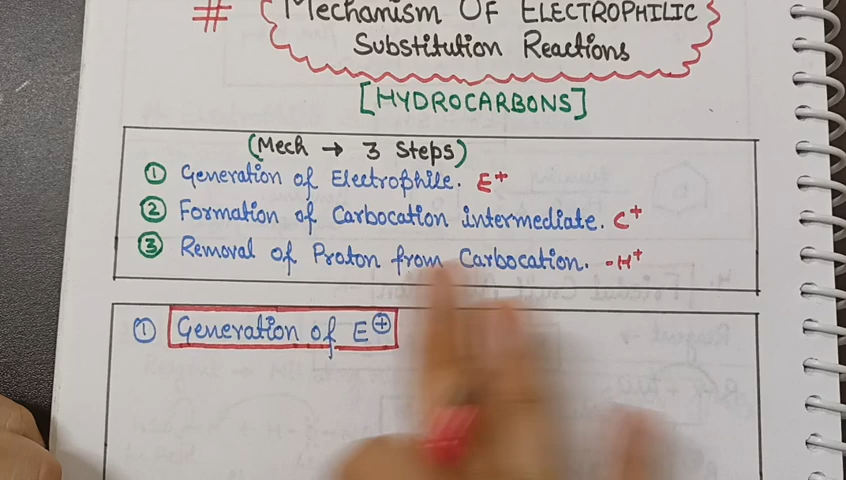 # Mechanism OF ELECTROPHILIC
Substitution Reactions
[HYDROCARBONS]
(Mech → 3 Steps)
① Generation of Electrophile. E+
② Formation of Carbocation intermediate. C+
③ Removal of Proton from Carbocation. -H+
① Generation of E⊕